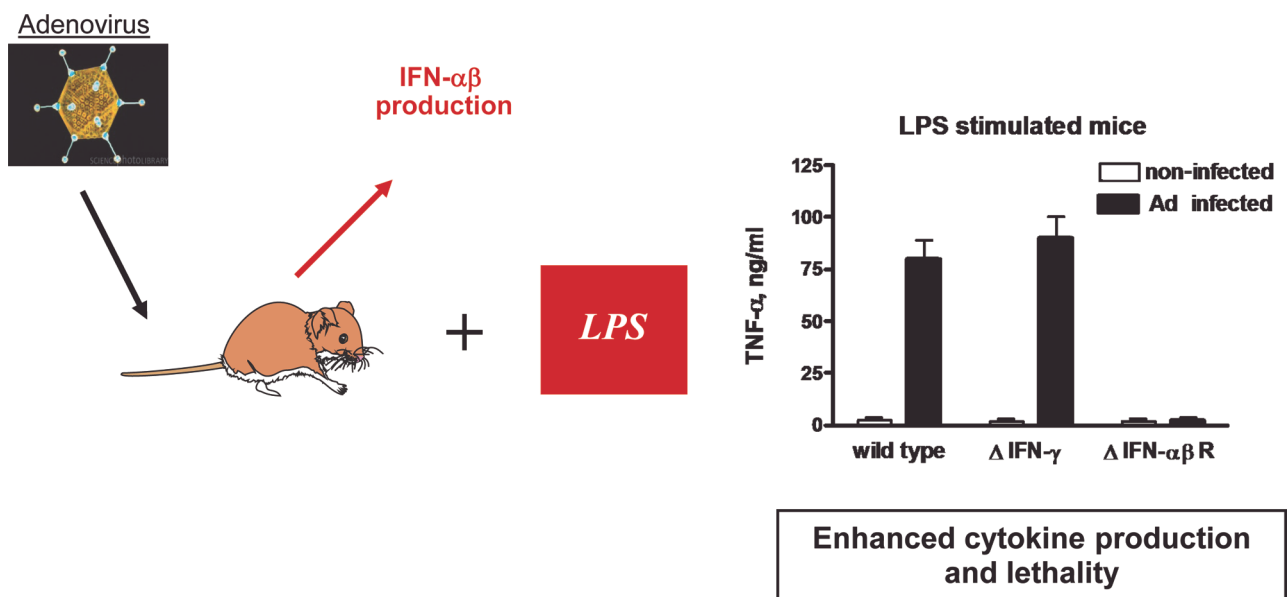 Adenovirus
SCIENCEPHOTOLIBRARY
IFN-αβ
production
+
LPS
LPS stimulated mice
non-infected
Ad infected
TNF-α, ng/ml
125
100
75
50
25
0
wild type
Δ IFN-γ
Δ IFN-αβ R
Enhanced cytokine production
and lethality